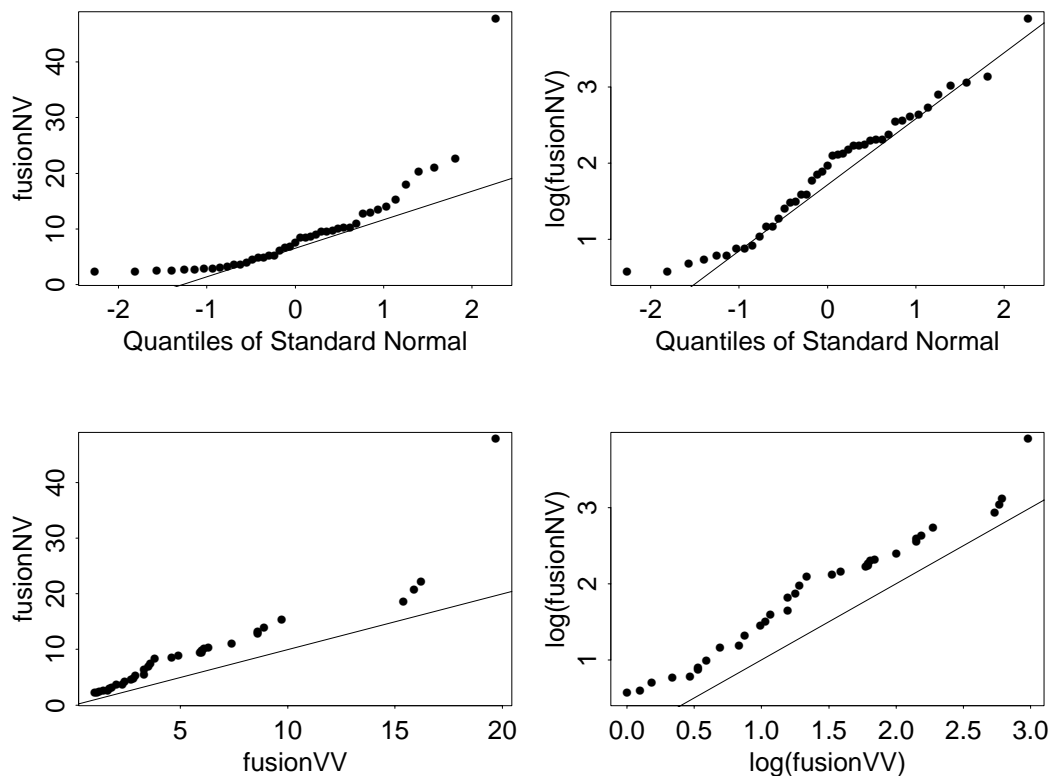 fusionNV
0 10 20 30 40
-2 -1 0 1 2
Quantiles of Standard Normal
log(fusionNV)
1 2 3
-2 -1 0 1 2
Quantiles of Standard Normal
fusionNV
0 10 20 30 40
5 10 15 20
fusionVV
log(fusionNV)
1 2 3
0.0 0.5 1.0 1.5 2.0 2.5 3.0
log(fusionVV)